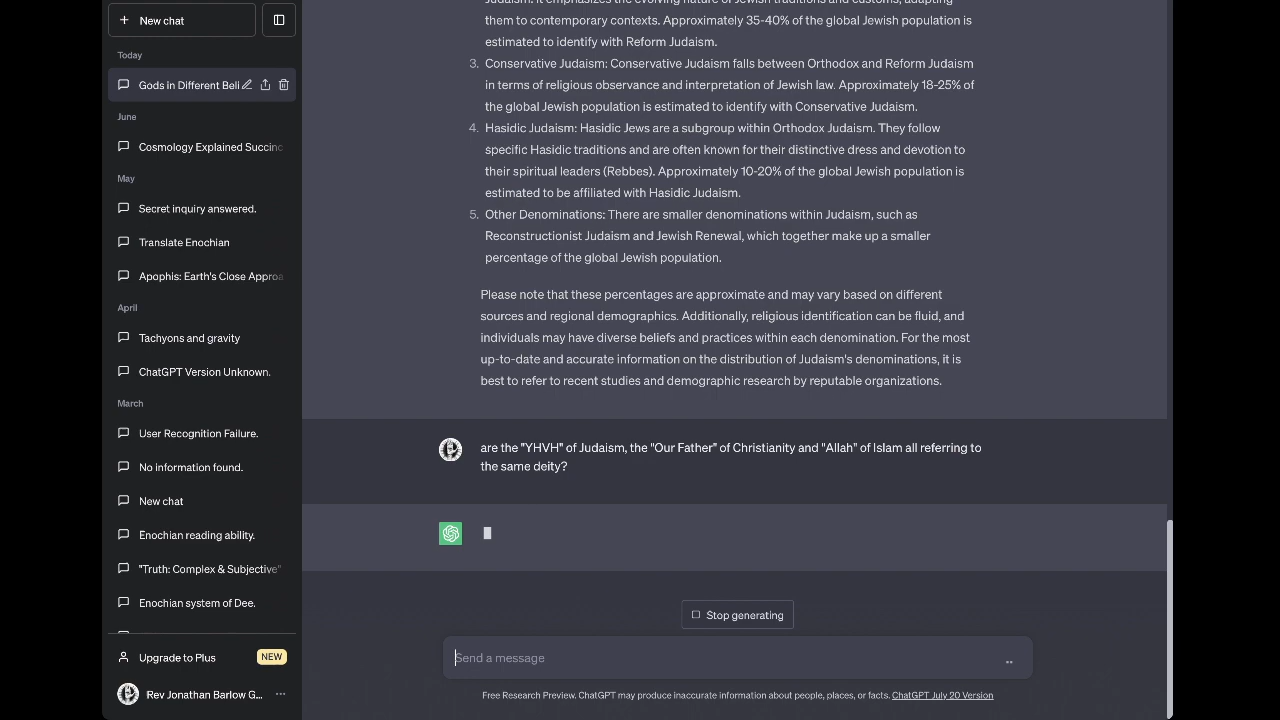 New chat
Today
Gods in Different Beli
June
Cosmology Explained Succinc
May
Secret inquiry answered.
Translate Enochian
Apophis: Earth's Close Approa
April
Tachyons and gravity
ChatGPT Version Unknown.
March
User Recognition Failure.
No information found.
New chat
Enochian reading ability.
"Truth: Complex & Subjective"
Enochian system of Dee.
Upgrade to Plus NEW
Rev Jonathan Barlow G... ...
Judaism. It emphasizes the evolving nature of Jewish traditions and customs, adapting
them to contemporary contexts. Approximately 35-40% of the global Jewish population is
estimated to identify with Reform Judaism.
3. Conservative Judaism: Conservative Judaism falls between Orthodox and Reform Judaism
in terms of religious observance and interpretation of Jewish law. Approximately 18-25% of
the global Jewish population is estimated to identify with Conservative Judaism.
4. Hasidic Judaism: Hasidic Jews are a subgroup within Orthodox Judaism. They follow
specific Hasidic traditions and are often known for their distinctive dress and devotion to
their spiritual leaders (Rebbes). Approximately 10-20% of the global Jewish population is
estimated to be affiliated with Hasidic Judaism.
5. Other Denominations: There are smaller denominations within Judaism, such as
Reconstructionist Judaism and Jewish Renewal, which together make up a smaller
percentage of the global Jewish population.
Please note that these percentages are approximate and may vary based on different
sources and regional demographics. Additionally, religious identification can be fluid, and
individuals may have diverse beliefs and practices within each denomination. For the most
up-to-date and accurate information on the distribution of Judaism's denominations, it is
best to refer to recent studies and demographic research by reputable organizations.
are the "YHVH" of Judaism, the "Our Father" of Christianity and "Allah" of Islam all referring to
the same deity?
Stop generating
Send a message
Free Research Preview. ChatGPT may produce inaccurate information about people, places, or facts. ChatGPT July 20 Version